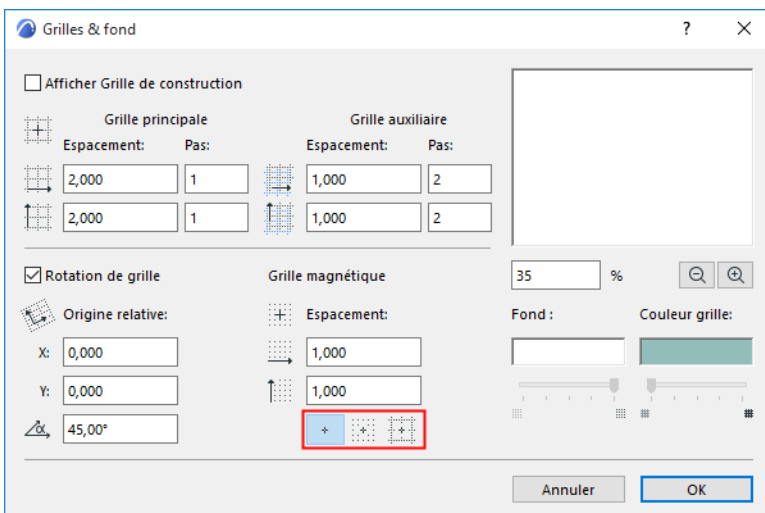 Grilles & fond
?
Afficher Grille de construction
Grille principale
Grille auxiliaire
Espacement:
Pas:
Espacement:
Pas:
2,000
1
1,000
2
2,000
1
1,000
2
Rotation de grille
Grille magnétique
35
%
Origine relative:
Espacement:
Fond :
Couleur grille:
X:
0,000
1,000
Y:
0,000
1,000
α
45,00°
Annuler
OK